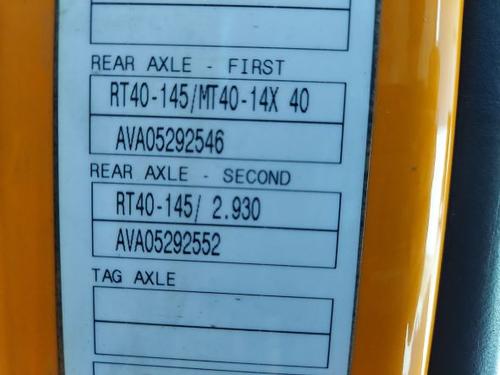 REAR AXLE - FIRST
RT40-145/MT40-14X 40
AVA05292546
REAR AXLE - SECOND
RT40-145/ 2.930
AVA05292552
TAG AXLE